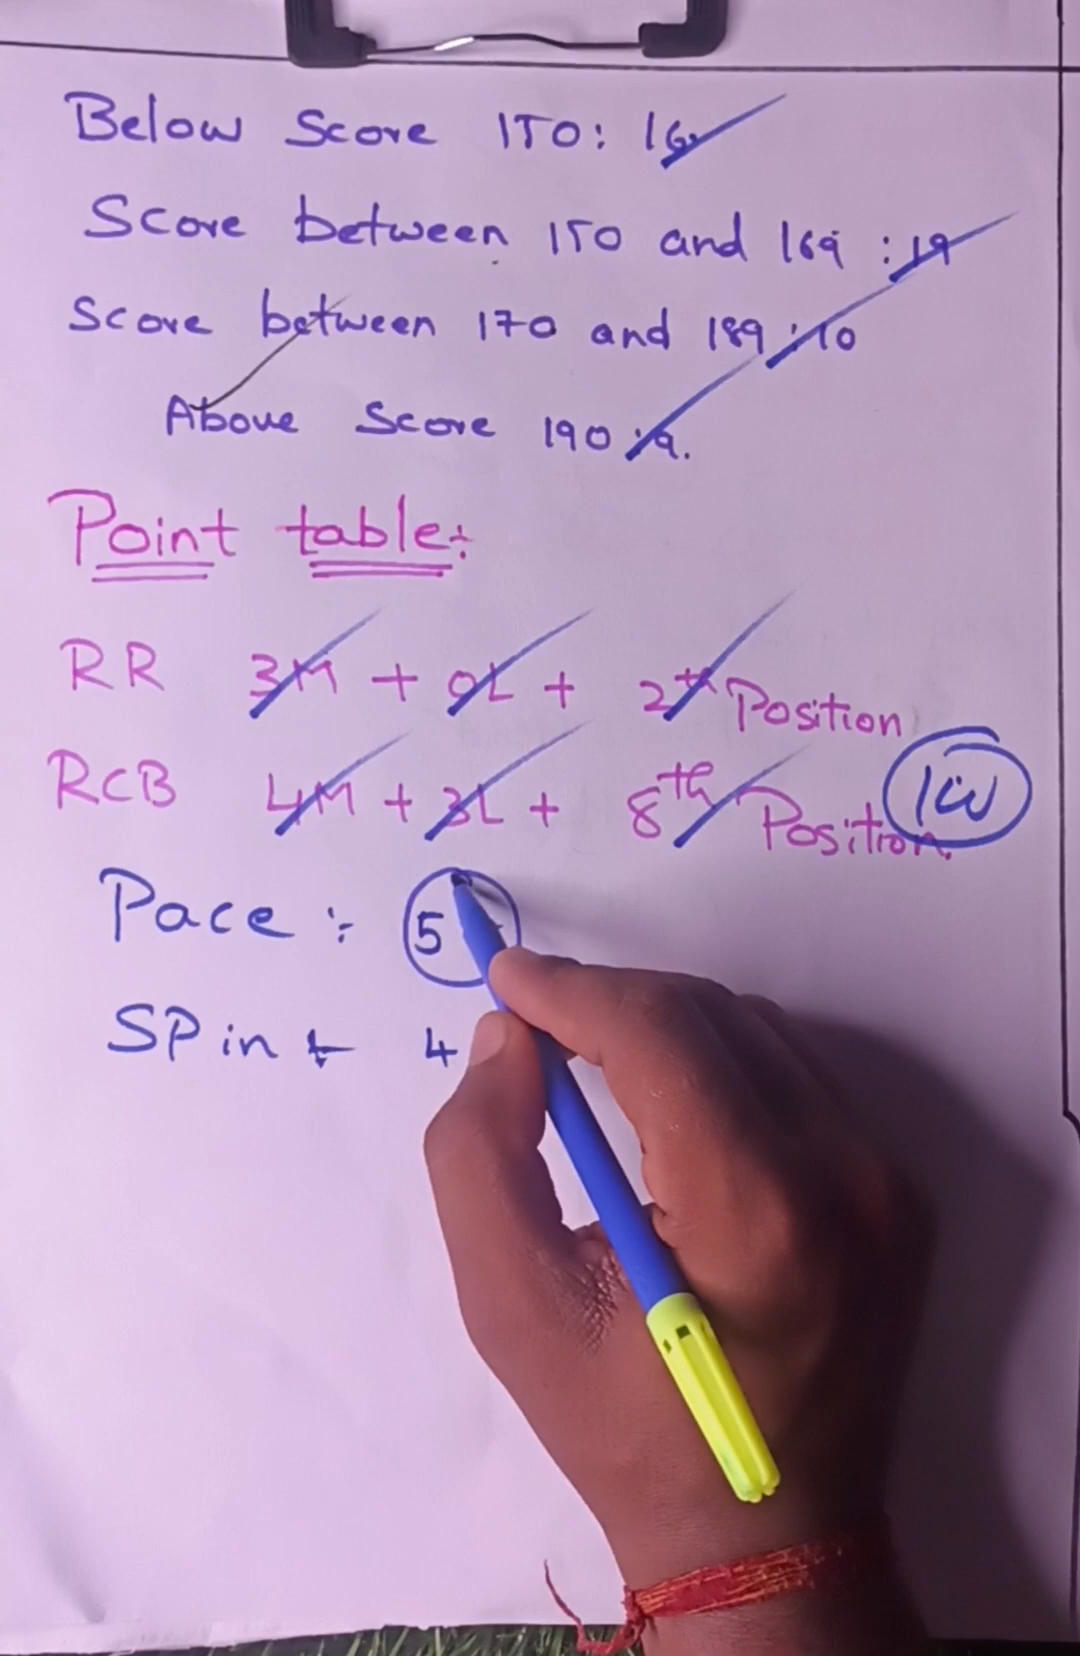 Below Score 150: 16
Score between 150 and 169 : 19
Score between 170 and 189 : 10
Above Score 190 : 9.
Point table:
RR 3M + 0L + 2th Position
RCB 4M + 3L + 8th Position.
1W
Pace : 5
SPin 4